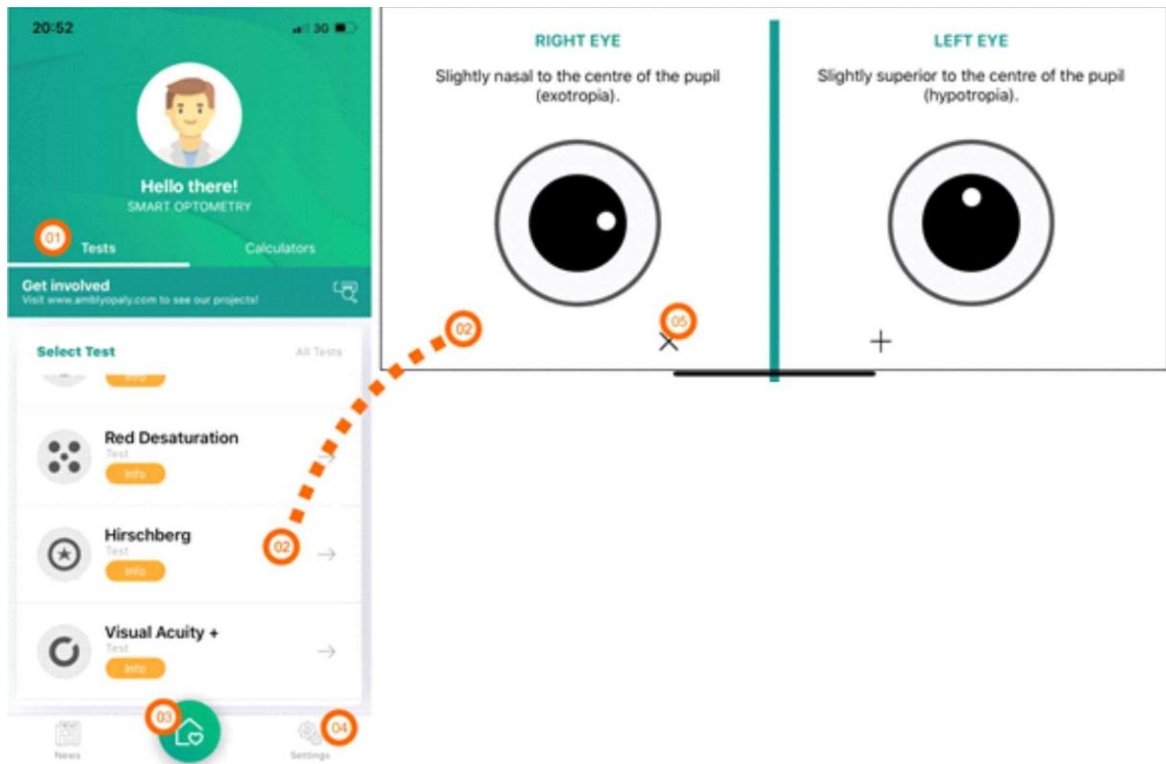 20:52
3G
Hello there!
SMART OPTOMETRY
01
Tests
Calculators
Get involved
Visit www.amblyopaly.com to see our projects!
Select Test
All Tests
Info
Red Desaturation
Test
Info
Hirschberg
Test
Info
02
Visual Acuity +
Test
Info
03
04
News
Settings
RIGHT EYE
Slightly nasal to the centre of the pupil
(exotropia).
02
05
LEFT EYE
Slightly superior to the centre of the pupil
(hypotropia).